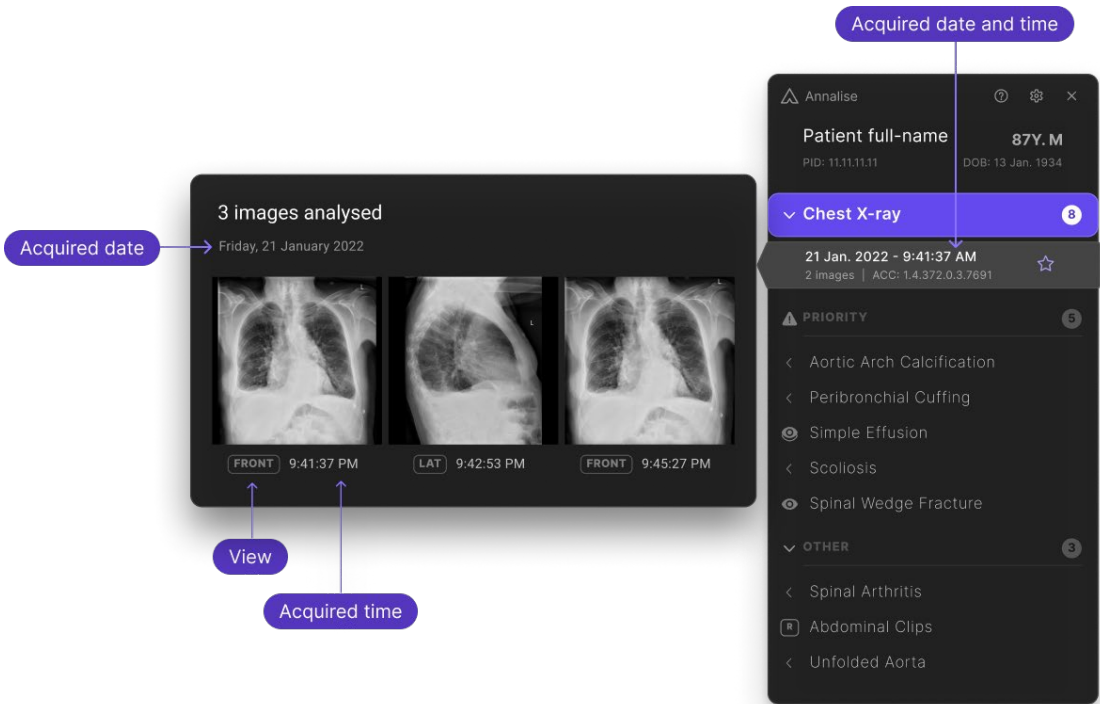 Acquired date and time
Annalise
Patient full-name 87Y. M
PID: 11.11.11.11 DOB: 13 Jan. 1934
Chest X-ray 8
21 Jan. 2022 - 9:41:37 AM
2 images | ACC: 1.4.372.0.3.7691
PRIORITY 5
Aortic Arch Calcification
Peribronchial Cuffing
Simple Effusion
Scoliosis
Spinal Wedge Fracture
OTHER 3
Spinal Arthritis
R Abdominal Clips
Unfolded Aorta
3 images analysed
Acquired date
Friday, 21 January 2022
L
L
L
FRONT 9:41:37 PM
LAT 9:42:53 PM
FRONT 9:45:27 PM
View
Acquired time